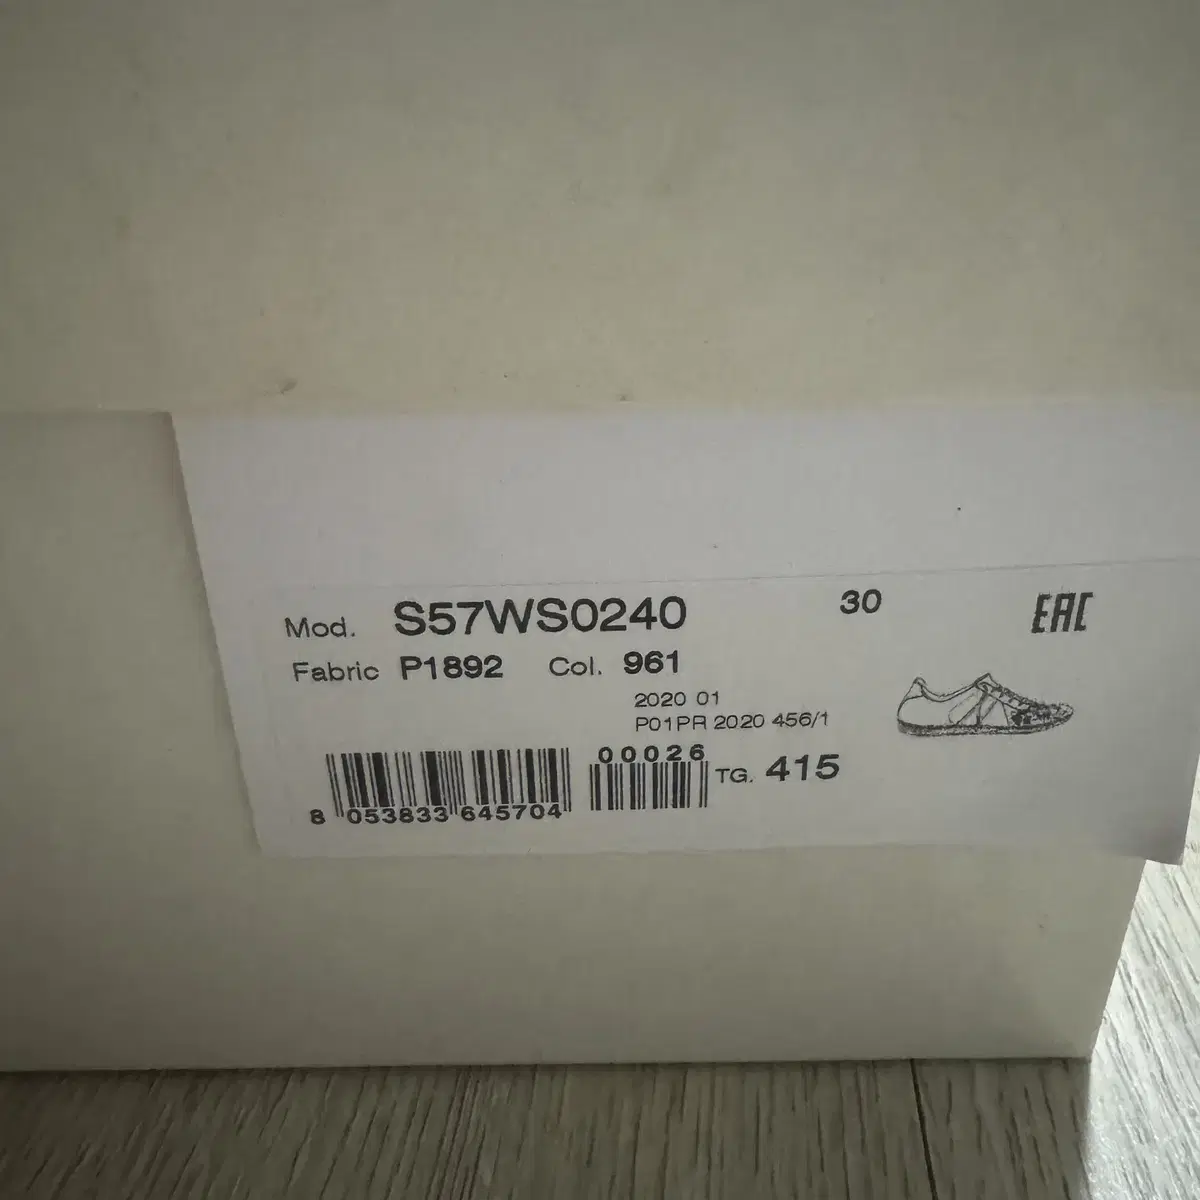 Mod. S57WS0240 30 EAC
Fabric P1892 Col. 961
2020 01
P01PR 2020 456/1
00026
TG. 415
8 053833 645704